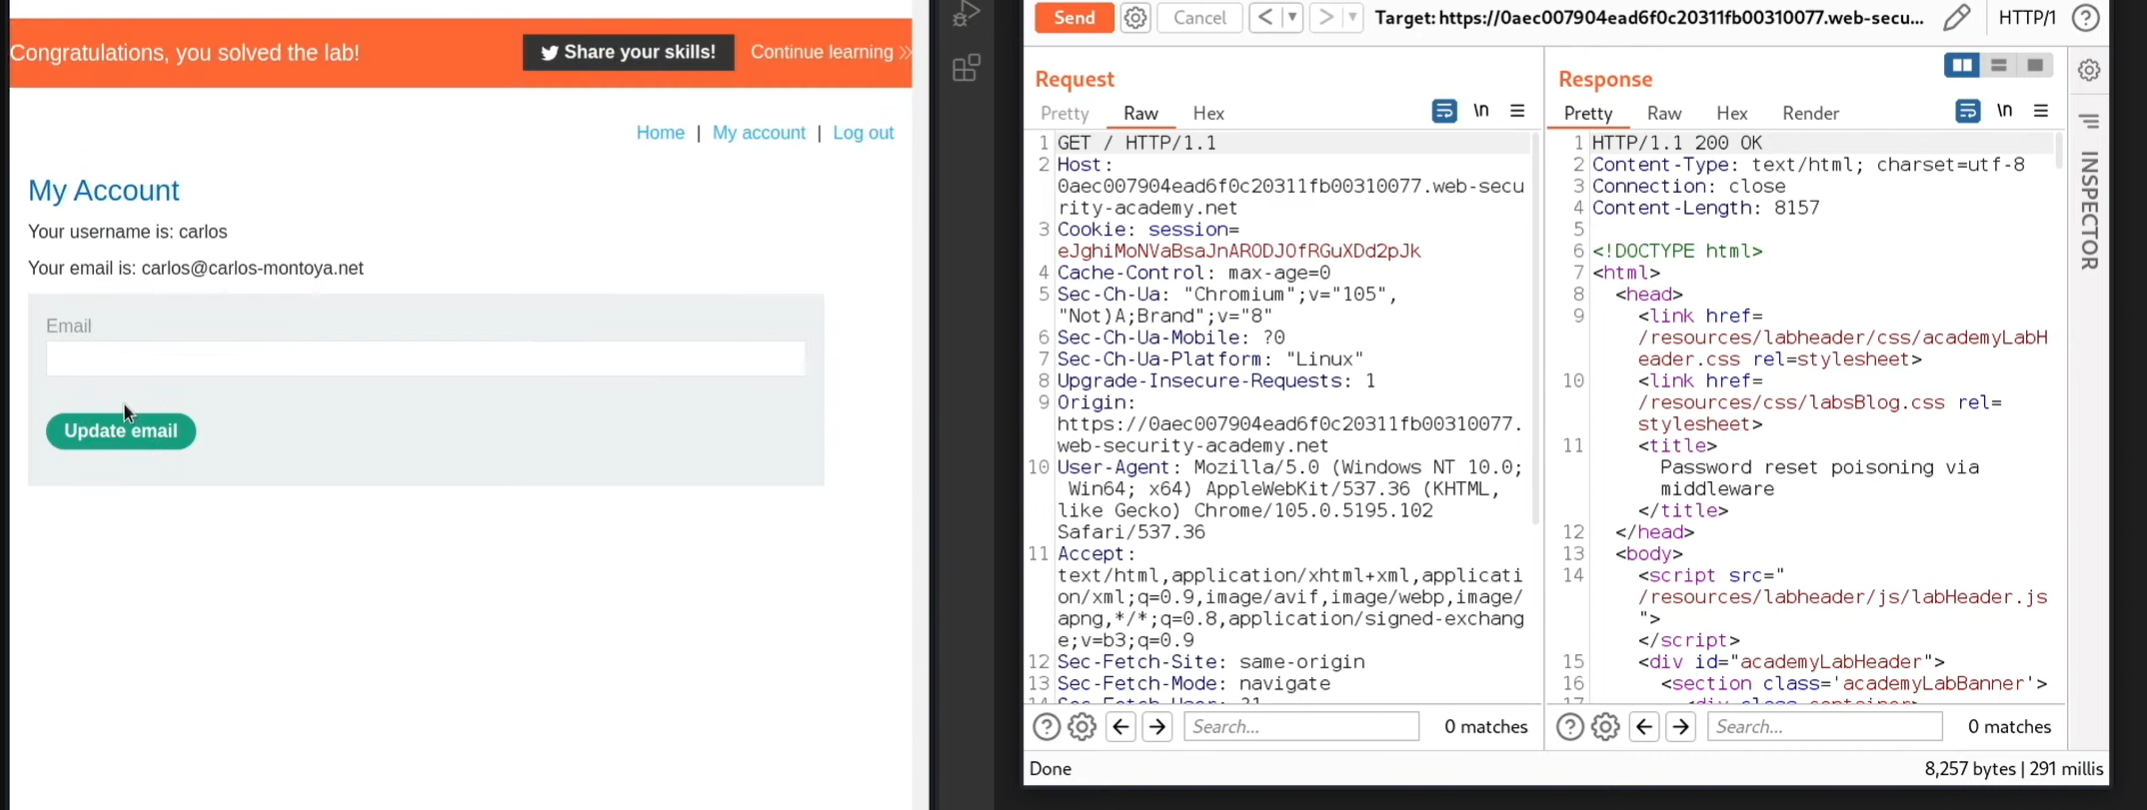 Congratulations, you solved the lab!
Share your skills!
Continue learning
Home | My account | Log out
My Account
Your username is: carlos
Your email is: carlos@carlos-montoya.net
Email
Update email
Send
Cancel
Target: https://0aec007904ead6f0c20311fb00310077.web-secu...
HTTP/1
Request
Pretty Raw Hex
\n
1 GET / HTTP/1.1
2 Host:
0aec007904ead6f0c20311fb00310077.web-secu
rity-academy.net
3 Cookie: session=
eJghiMoNVaBsaJnARODJOfRGuXDd2pJk
4 Cache-Control: max-age=0
5 Sec-Ch-Ua: "Chromium";v="105",
"Not)A;Brand";v="8"
6 Sec-Ch-Ua-Mobile: ?0
7 Sec-Ch-Ua-Platform: "Linux"
8 Upgrade-Insecure-Requests: 1
9 Origin:
https://0aec007904ead6f0c20311fb00310077.
web-security-academy.net
10 User-Agent: Mozilla/5.0 (Windows NT 10.0;
Win64; x64) AppleWebKit/537.36 (KHTML,
like Gecko) Chrome/105.0.5195.102
Safari/537.36
11 Accept:
text/html,application/xhtml+xml,applicati
on/xml;q=0.9,image/avif,image/webp,image/
apng,*/*;q=0.8,application/signed-exchang
e;v=b3;q=0.9
12 Sec-Fetch-Site: same-origin
13 Sec-Fetch-Mode: navigate
14 Sec-Fetch-User: ?1
Search...
0 matches
Response
Pretty Raw Hex Render
\n
1 HTTP/1.1 200 OK
2 Content-Type: text/html; charset=utf-8
3 Connection: close
4 Content-Length: 8157
5
6 <!DOCTYPE html>
7 <html>
8 <head>
9 <link href=
/resources/labheader/css/academyLabH
eader.css rel=stylesheet>
10 <link href=
/resources/css/labsBlog.css rel=
stylesheet>
11 <title>
Password reset poisoning via
middleware
</title>
12 </head>
13 <body>
14 <script src="
/resources/labheader/js/labHeader.js
">
</script>
15 <div id="academyLabHeader">
16 <section class='academyLabBanner'>
17 <div class=container>
Search...
0 matches
INSPECTOR
Done
8,257 bytes | 291 millis